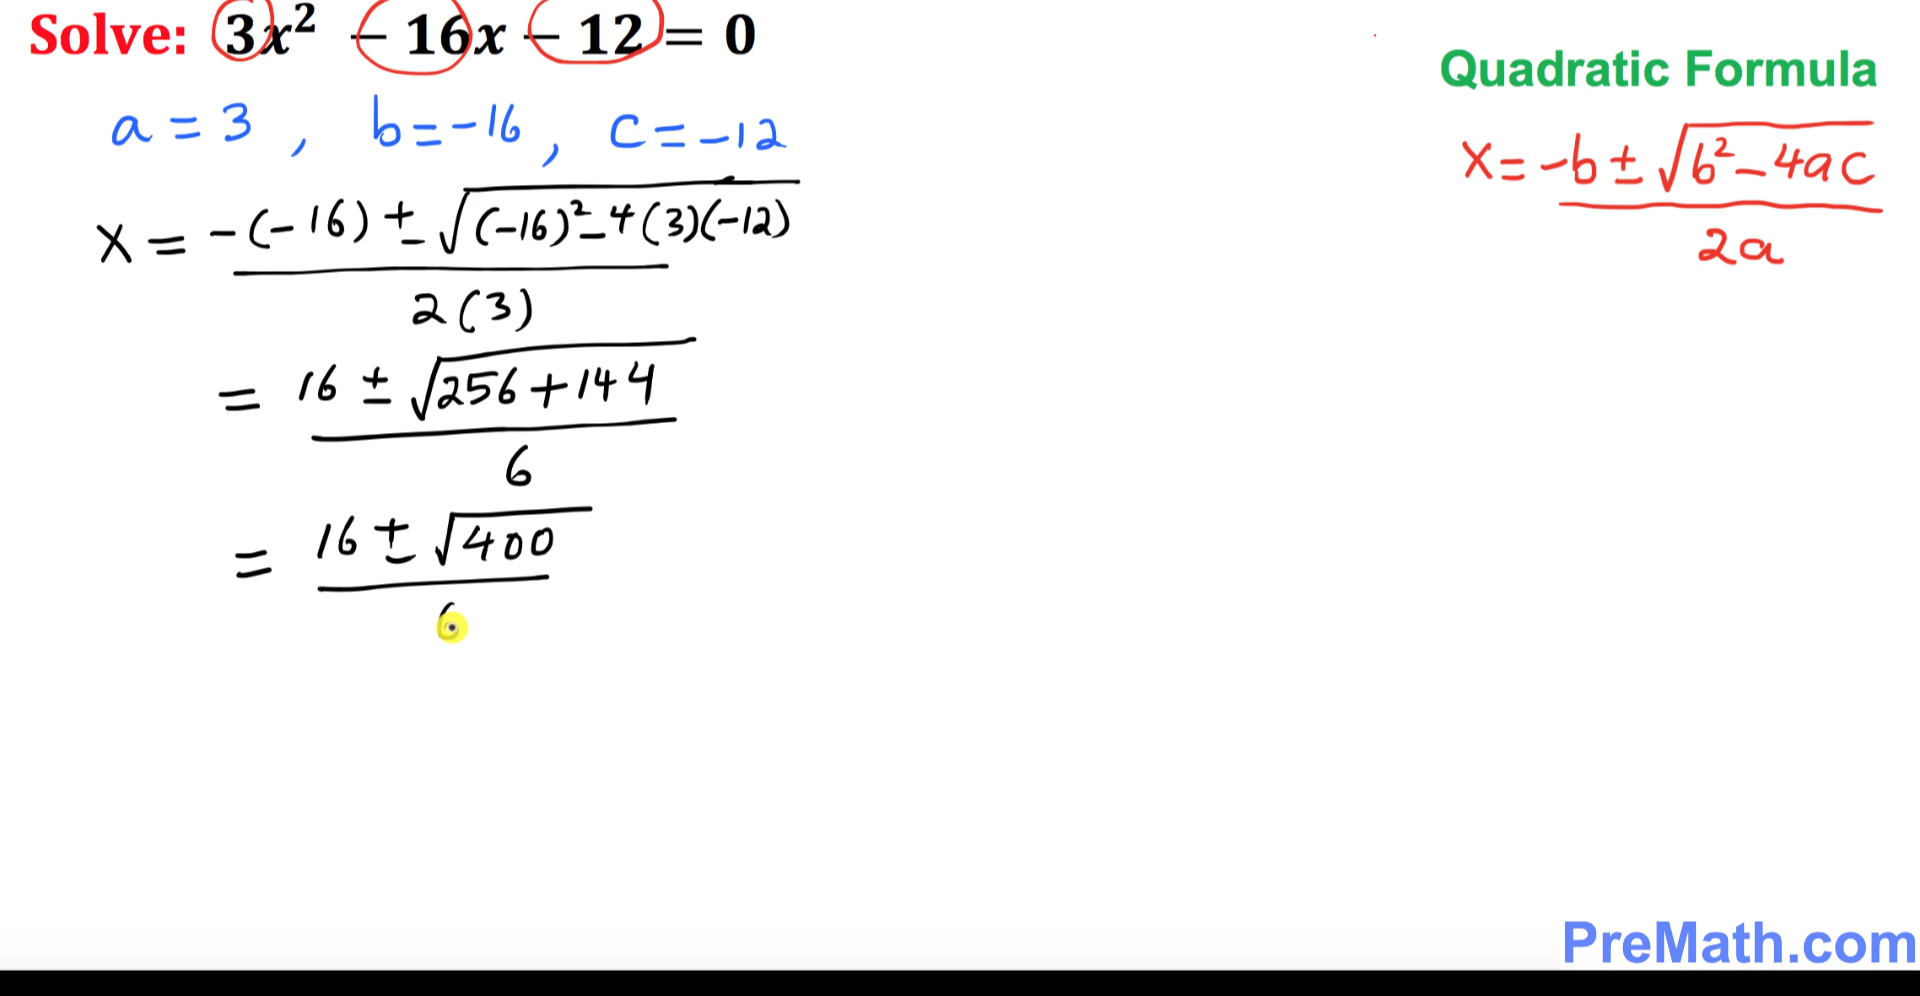 Solve: 3x² − 16x − 12 = 0
Quadratic Formula
a = 3 , b = -16 , c = -12
x = -b ± √b² - 4ac
2a
x = -(-16) ± √(-16)² - 4(3)(-12)
2(3)
= 16 ± √256 + 144
6
= 16 ± √400
6
PreMath.com